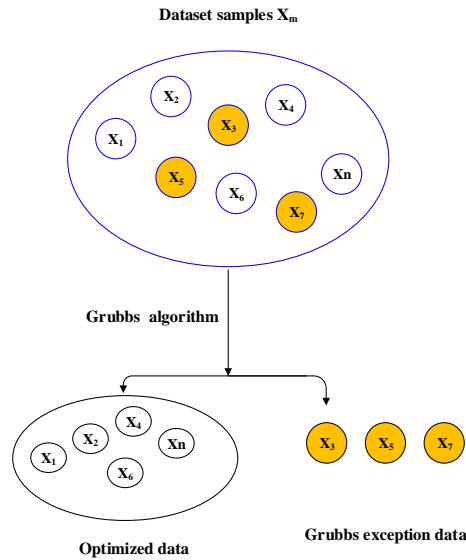 Dataset samples Xₘ
X₂
X₄
X₃
X₁
X₅
Xn
X₆
X₇
Grubbs algorithm
X₄
X₂
Xn
X₁
X₆
X₃ X₅ X₇
Grubbs exception data
Optimized data